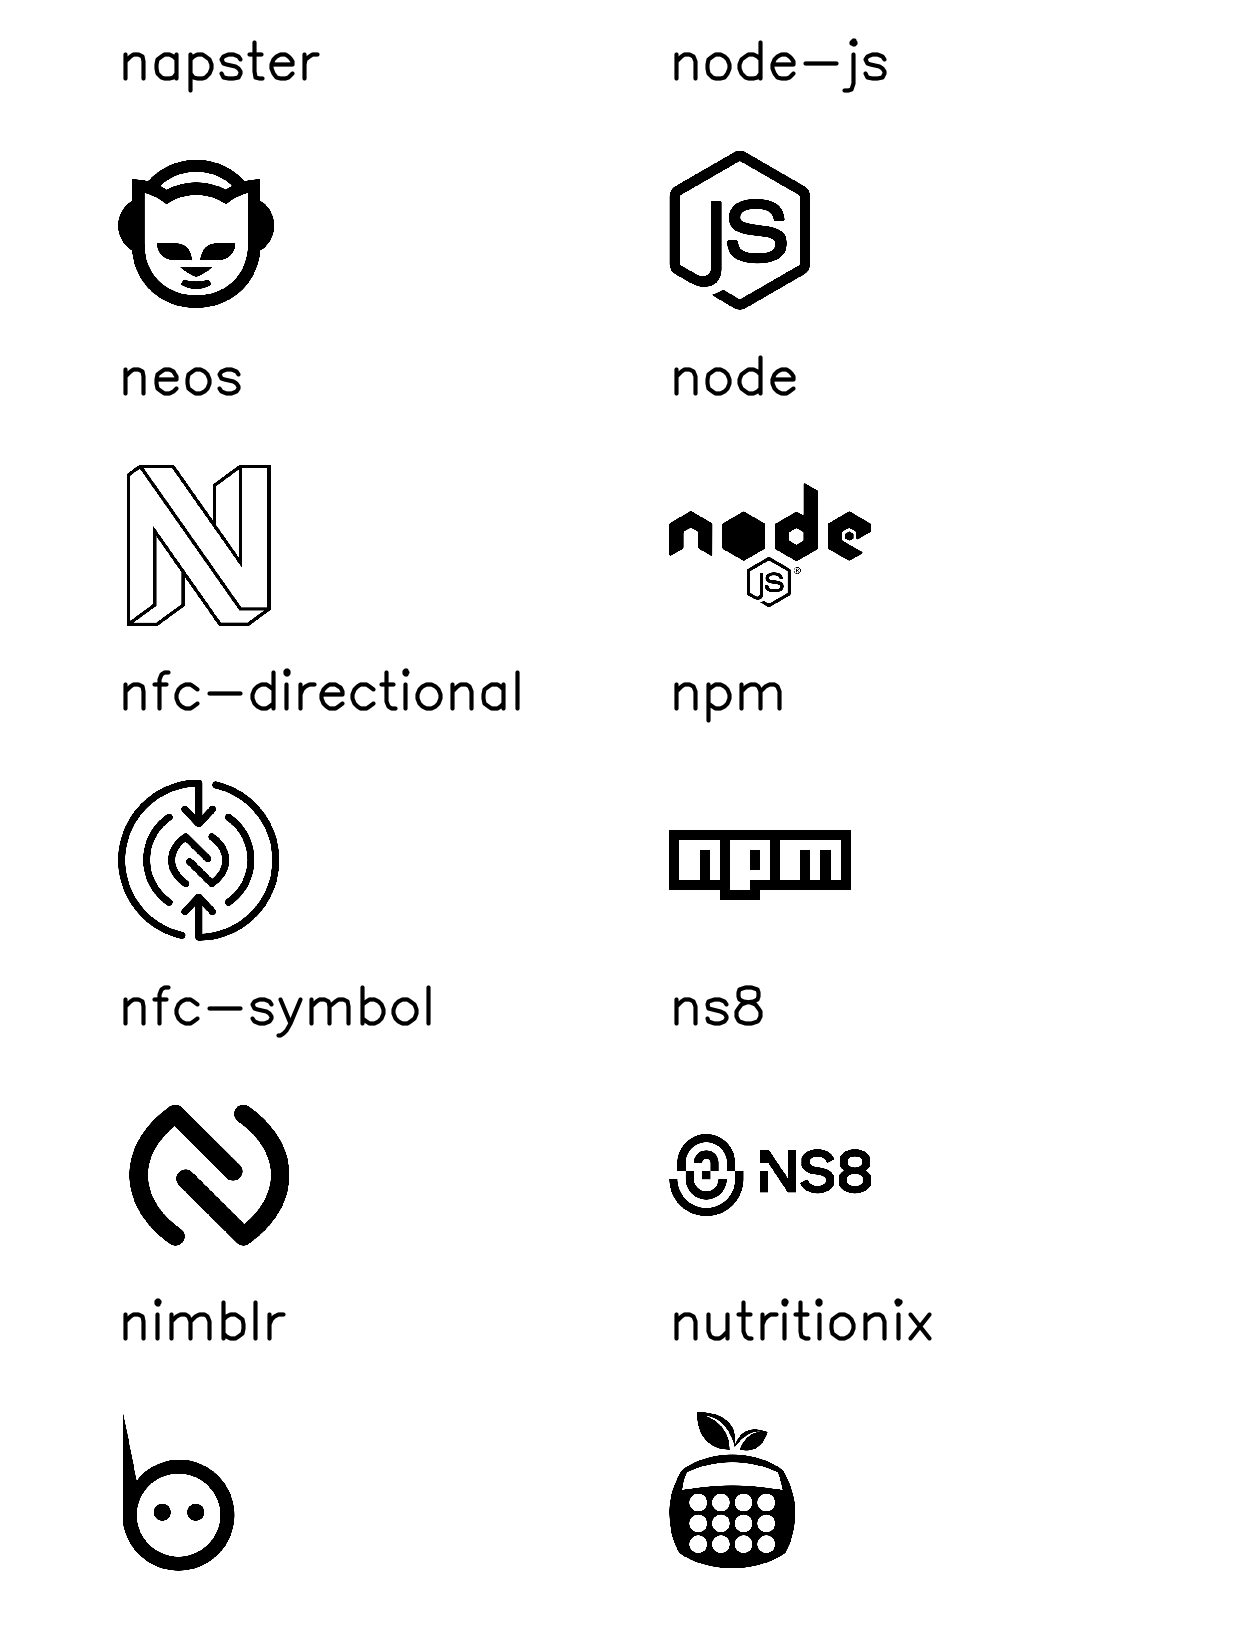 napster
node-js
JS
neos
node
N
node
JS®
nfc-directional
npm
N
npm
nfc-symbol
ns8
N
NS8
nimblr
nutritionix
b